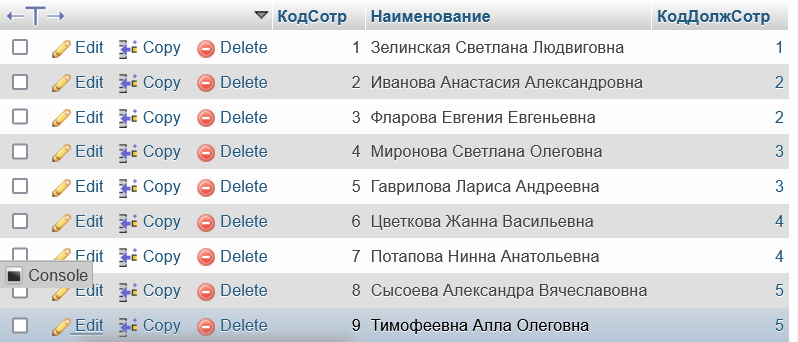 КодСотр Наименование КодДолжСотр
Edit Copy Delete 1 Зелинская Светлана Людвиговна 1
Edit Copy Delete 2 Иванова Анастасия Александровна 2
Edit Copy Delete 3 Фларова Евгения Евгеньевна 2
Edit Copy Delete 4 Миронова Светлана Олеговна 3
Edit Copy Delete 5 Гаврилова Лариса Андреевна 3
Edit Copy Delete 6 Цветкова Жанна Васильевна 4
Edit Copy Delete 7 Потапова Нинна Анатольевна 4
Console
Edit Copy Delete 8 Сысоева Александра Вячеславовна 5
Edit Copy Delete 9 Тимофеевна Алла Олеговна 5